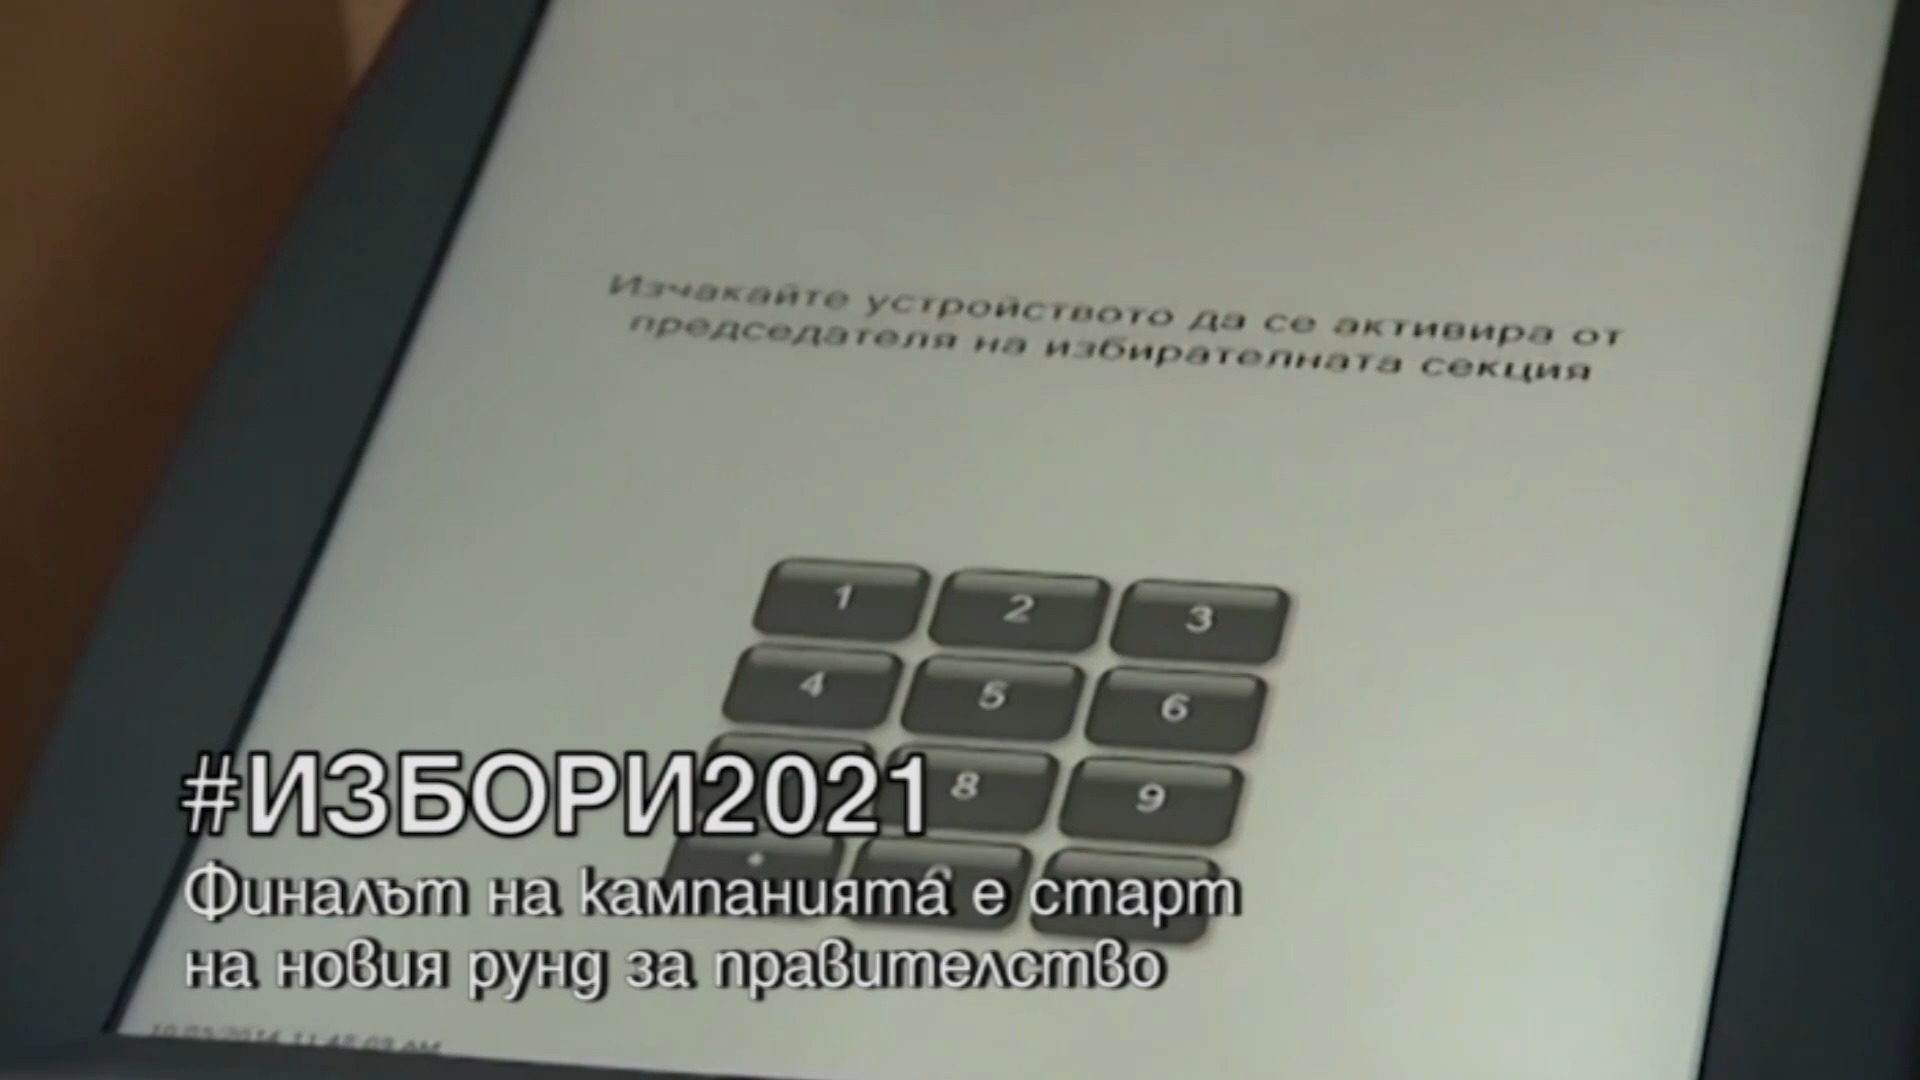 Изчакайте устройството да се активира от
председателя на избирателната секция
1 2 3
4 5 6
8 9
#ИЗБОРИ2021
*
Финалът на кампанията е старт
на новия рунд за правителство